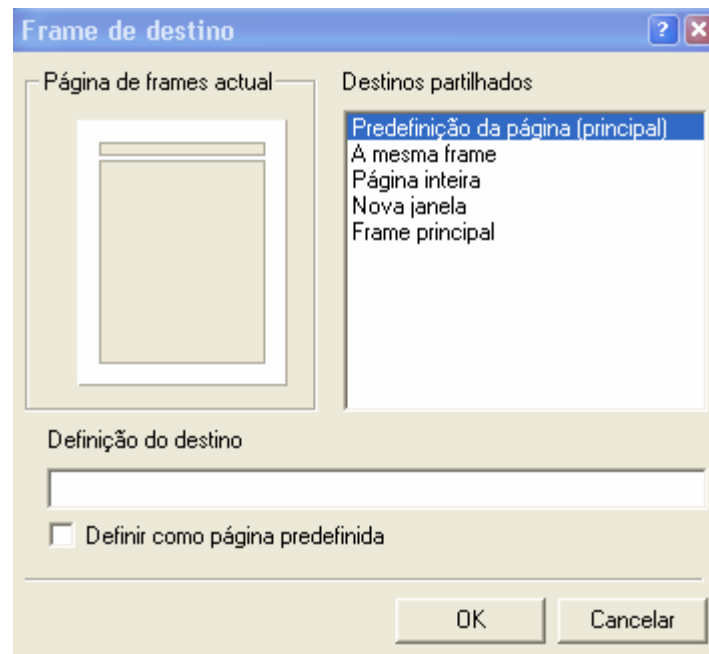 Frame de destino
Página de frames actual
Destinos partilhados
Predefinição da página (principal)
A mesma frame
Página inteira
Nova janela
Frame principal
Definição do destino
Definir como página predefinida
OK
Cancelar